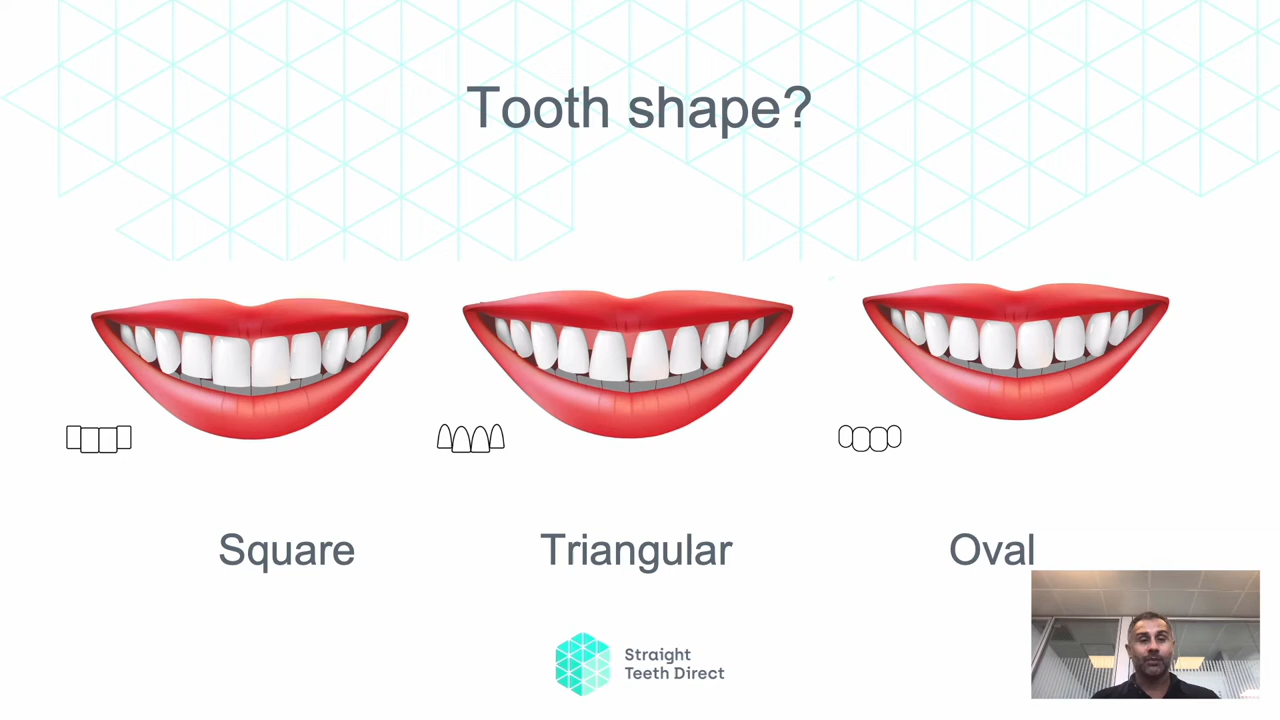 Tooth shape?
Square
Triangular
Oval
Straight
Teeth Direct